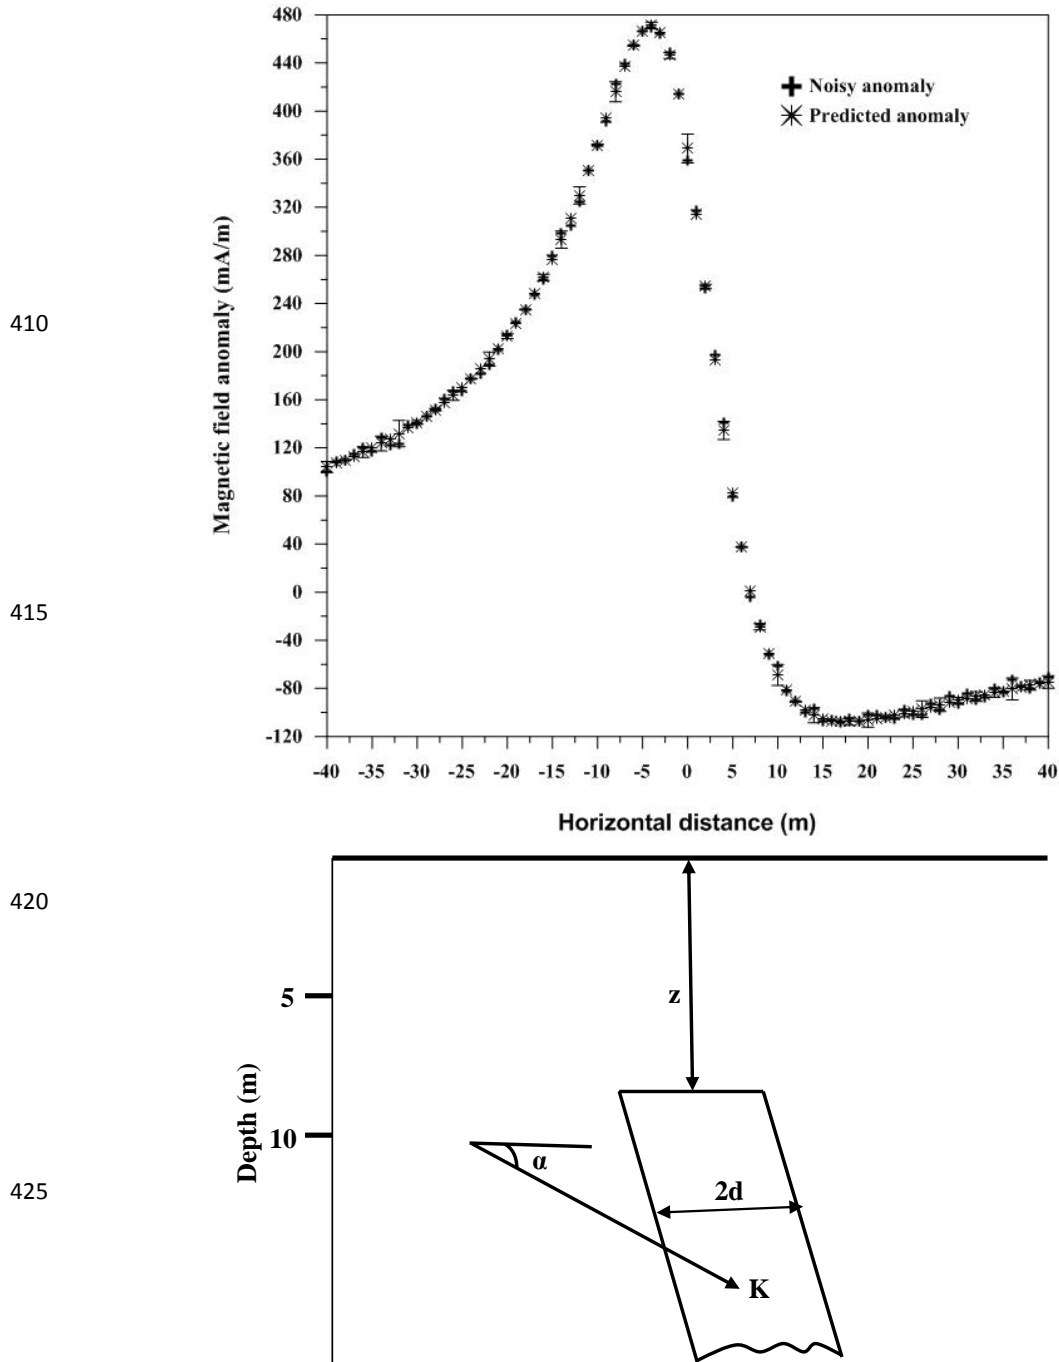 480
440
400
360
320
280
240
200
160
120
80
40
0
-40
-80
-120
Magnetic field anomaly (mA/m)
Noisy anomaly
Predicted anomaly
-40 -35 -30 -25 -20 -15 -10 -5 0 5 10 15 20 25 30 35 40
Horizontal distance (m)
410
415
420
425
5
10
Depth (m)
z
α
2d
K